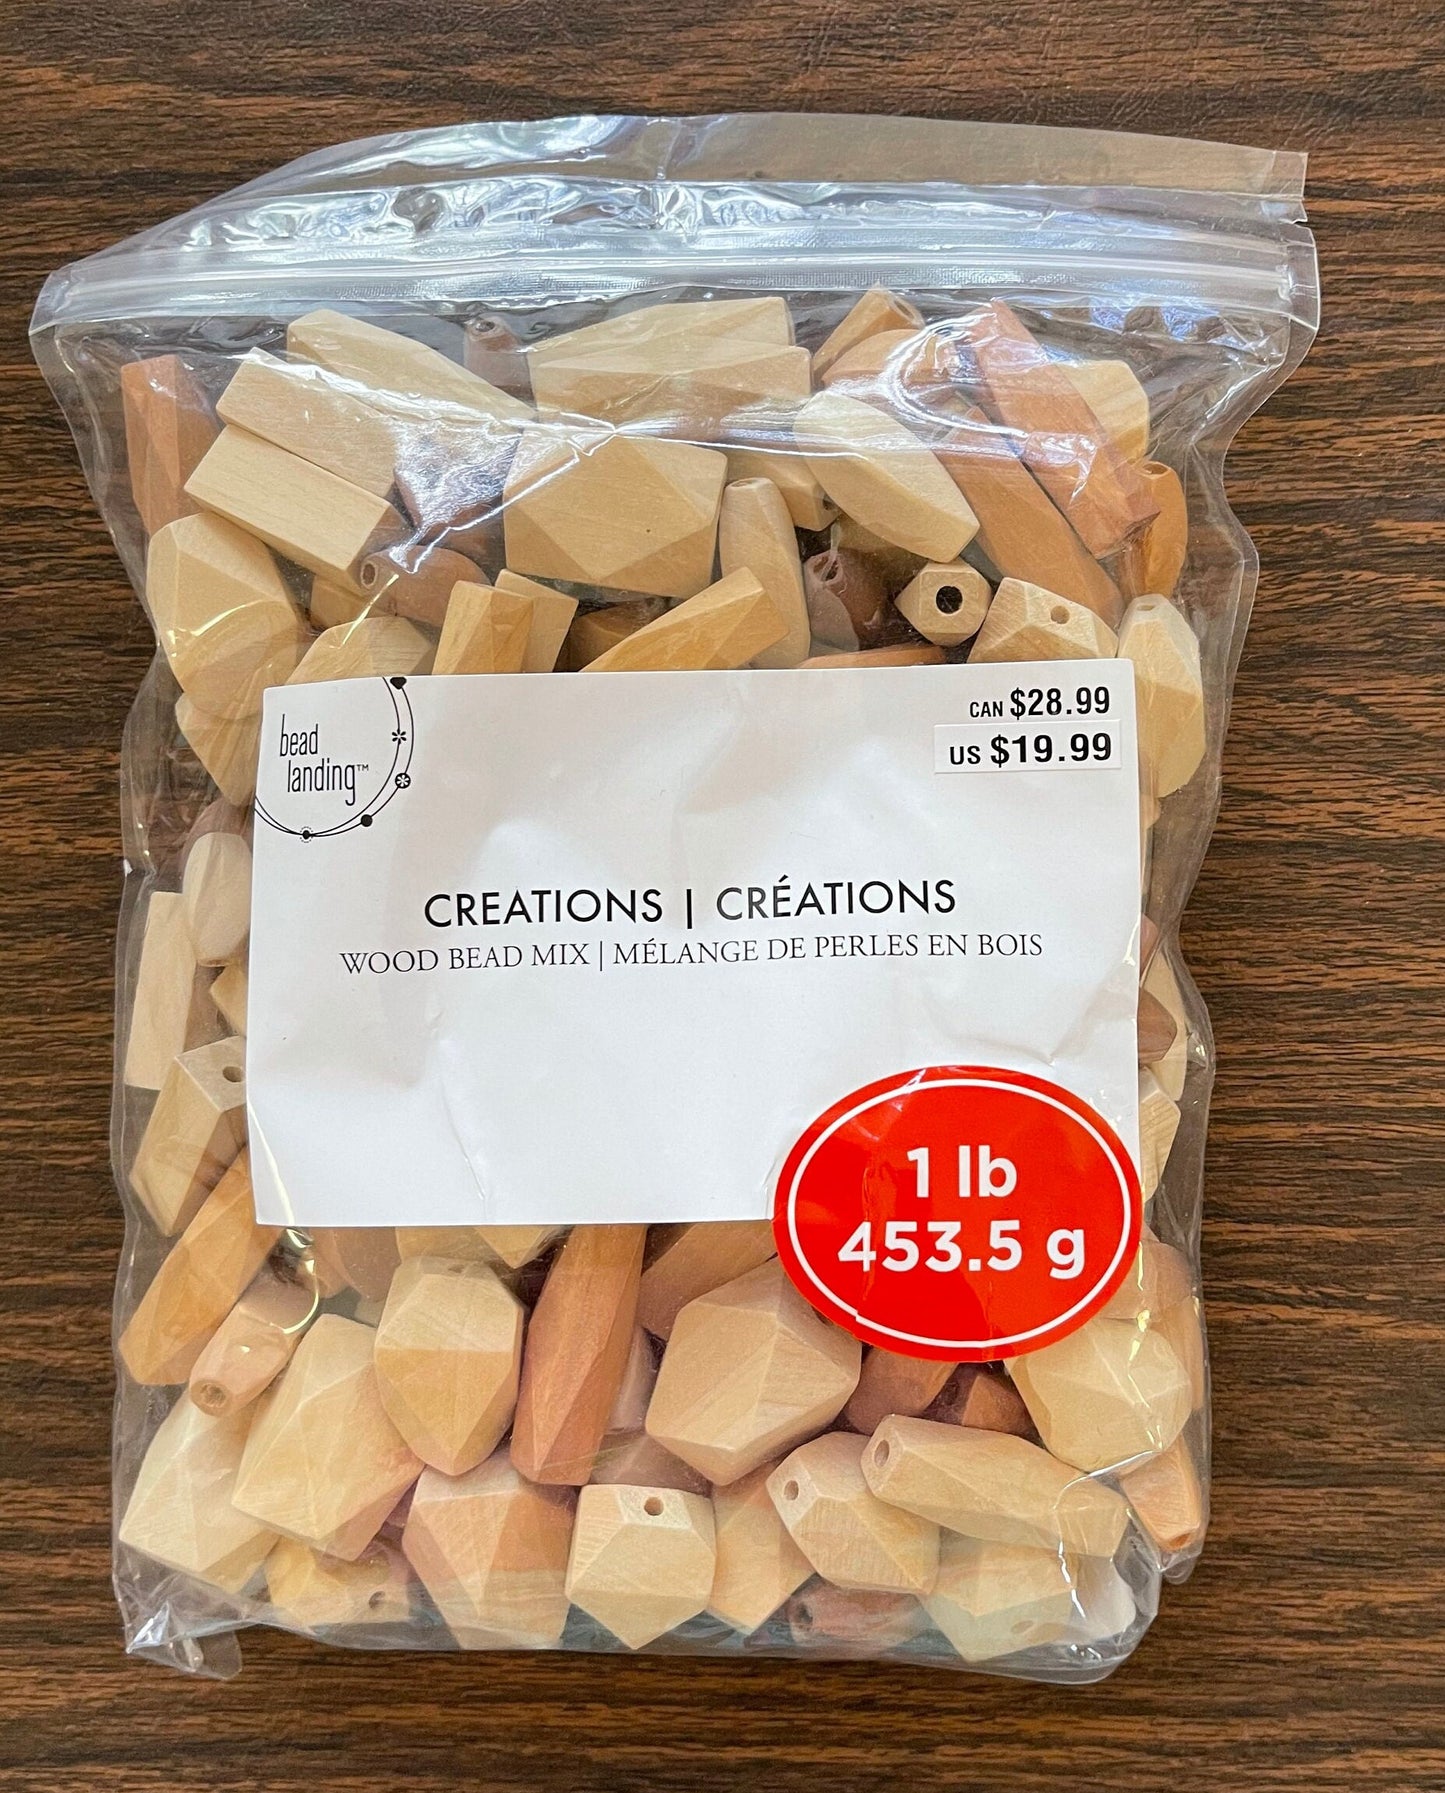 bead
landing™
CAN $28.99
US $19.99
CREATIONS | CRÉATIONS
WOOD BEAD MIX | MÉLANGE DE PERLES EN BOIS
1 lb
453.5 g